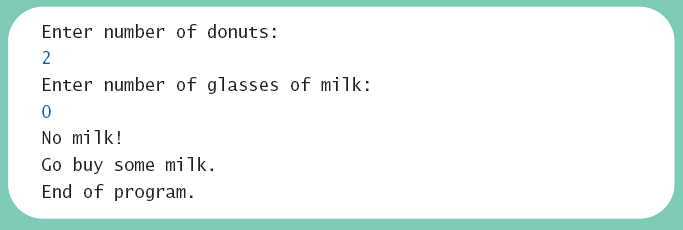 Enter number of donuts:
2
Enter number of glasses of milk:
0
No milk!
Go buy some milk.
End of program.